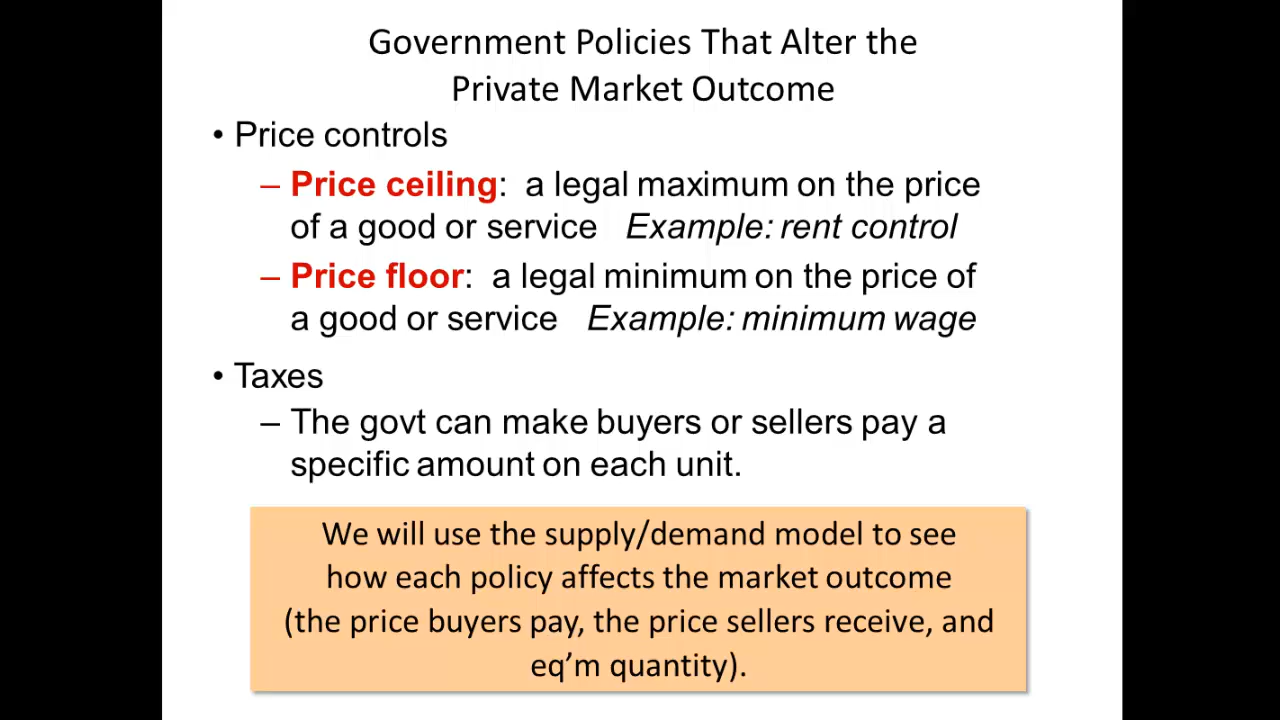 Government Policies That Alter the
Private Market Outcome
• Price controls
– Price ceiling:  a legal maximum on the price
of a good or service   Example: rent control
– Price floor:  a legal minimum on the price of
a good or service   Example: minimum wage
• Taxes
– The govt can make buyers or sellers pay a
specific amount on each unit.
We will use the supply/demand model to see
how each policy affects the market outcome
(the price buyers pay, the price sellers receive, and
eq’m quantity).